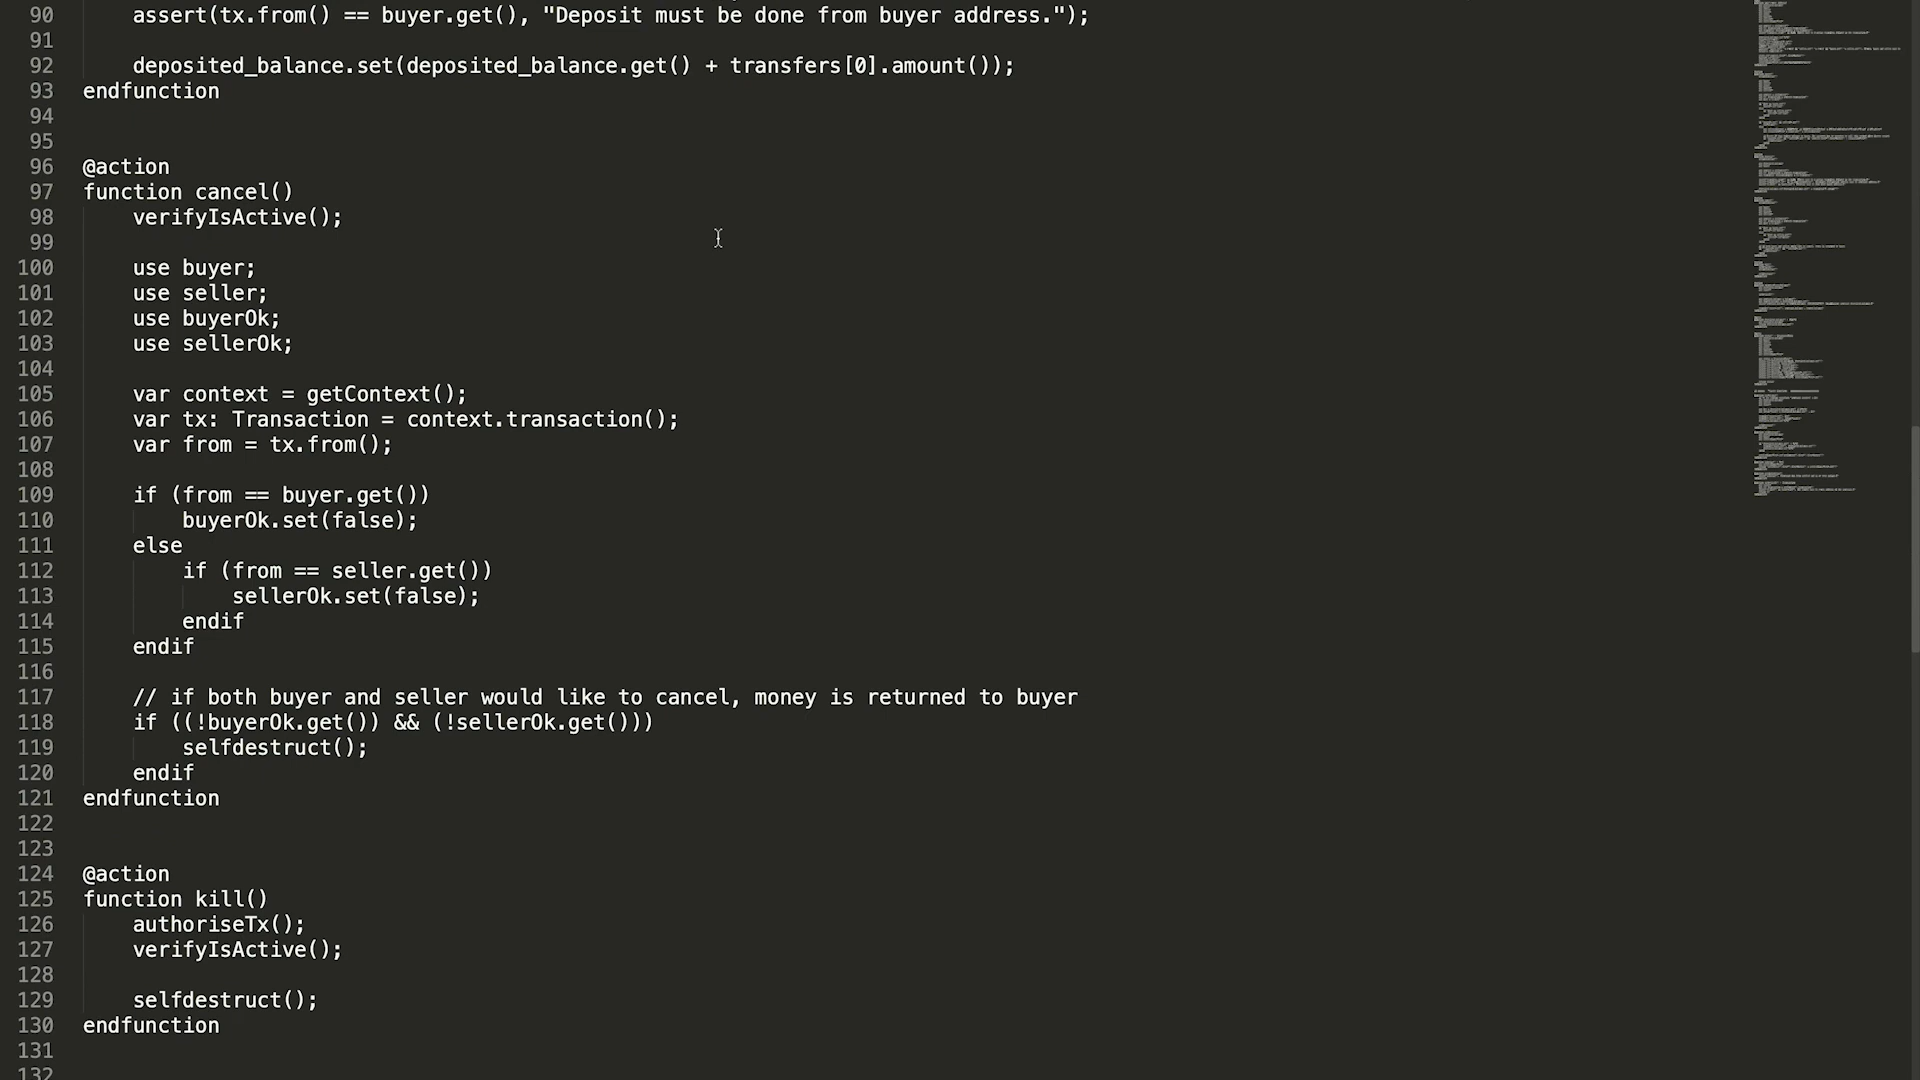 90 assert(tx.from() == buyer.get(), "Deposit must be done from buyer address.");
91
92 deposited_balance.set(deposited_balance.get() + transfers[0].amount());
93 endfunction
94
95
96 @action
97 function cancel()
98 verifyIsActive();
99
100 use buyer;
101 use seller;
102 use buyerOk;
103 use sellerOk;
104
105 var context = getContext();
106 var tx: Transaction = context.transaction();
107 var from = tx.from();
108
109 if (from == buyer.get())
110 buyerOk.set(false);
111 else
112 if (from == seller.get())
113 sellerOk.set(false);
114 endif
115 endif
116
117 // if both buyer and seller would like to cancel, money is returned to buyer
118 if ((!buyerOk.get()) && (!sellerOk.get()))
119 selfdestruct();
120 endif
121 endfunction
122
123
124 @action
125 function kill()
126 authoriseTx();
127 verifyIsActive();
128
129 selfdestruct();
130 endfunction
131
132